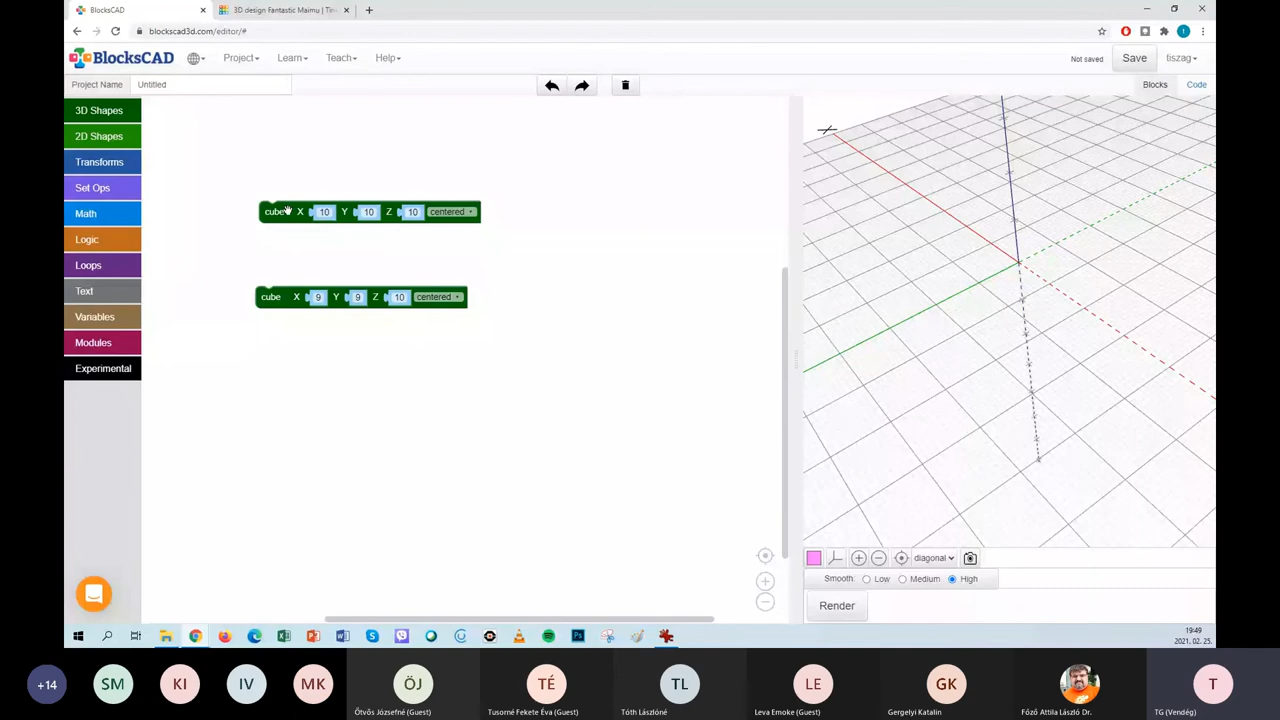 BlocksCAD
3D design Fantastic Maimu | Tin
blockscad3d.com/editor/#
BlocksCAD
Project
Learn
Teach
Help
Not saved
Save
tiszag
Project Name
Untitled
Blocks
Code
3D Shapes
2D Shapes
Transforms
Set Ops
Math
Logic
Loops
Text
Variables
Modules
Experimental
cube X 10 Y 10 Z 10 centered
cube X 9 Y 9 Z 10 centered
diagonal
Smooth: Low Medium High
Render
19:49
2021. 02. 25.
+14
SM
KI
IV
MK
ÖJ
TÉ
TL
LE
GK
T
Ötvös Józsefné (Guest)
Tusorné Fekete Éva (Guest)
Tóth Lászlóné
Leva Emoke (Guest)
Gergelyi Katalin
Főző Attila László Dr.
TG (Vendég)